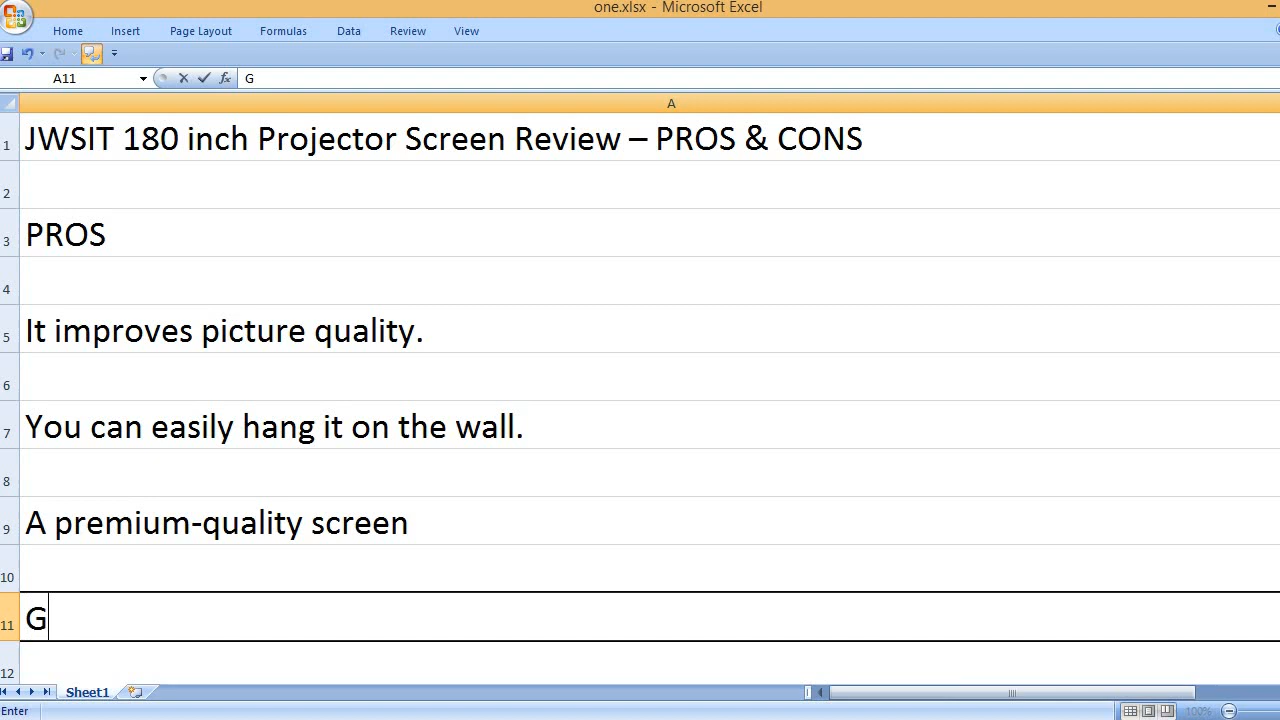 one.xlsx - Microsoft Excel
Home Insert Page Layout Formulas Data Review View
A11 fx G
A
1 JWSIT 180 inch Projector Screen Review – PROS & CONS
2
3 PROS
4
5 It improves picture quality.
6
7 You can easily hang it on the wall.
8
9 A premium-quality screen
10
11 G
12
Sheet1
Enter 100%